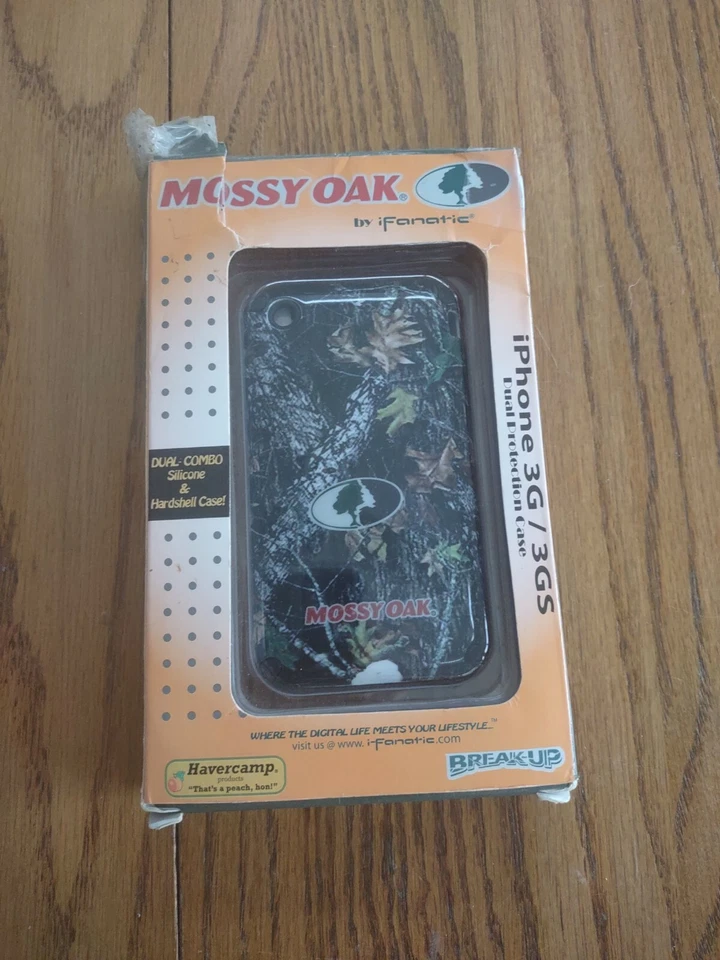 MOSSY OAK®
by iFanatic®
iPhone 3G / 3GS
Dual Protection Case
DUAL- COMBO
Silicone
&
Hardshell Case!
MOSSY OAK®
WHERE THE DIGITAL LIFE MEETS YOUR LIFESTYLE...™
visit us @ www. i-Fanatic.com
Havercamp®
products
"That's a peach, hon!"
BREAK-UP